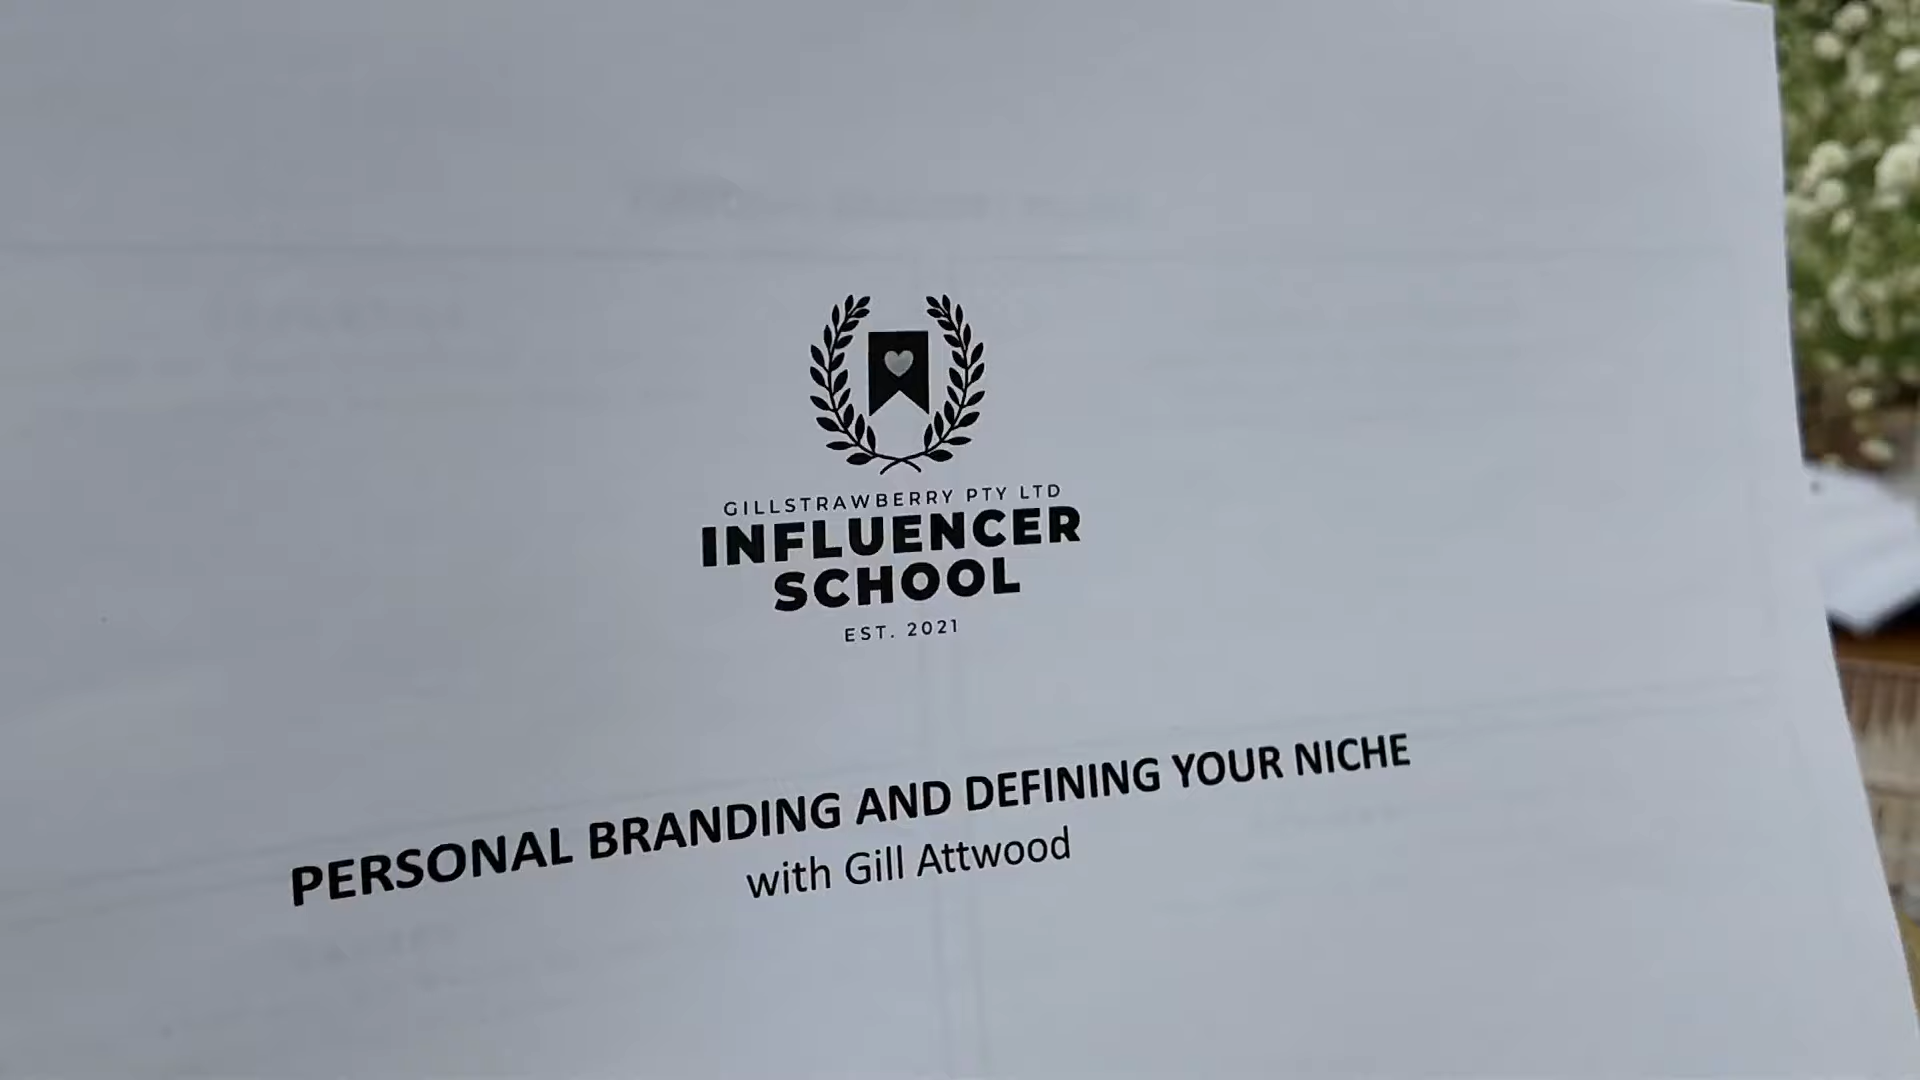 GILLSTRAWBERRY PTY LTD
INFLUENCER
SCHOOL
EST. 2021
PERSONAL BRANDING AND DEFINING YOUR NICHE
with Gill Attwood